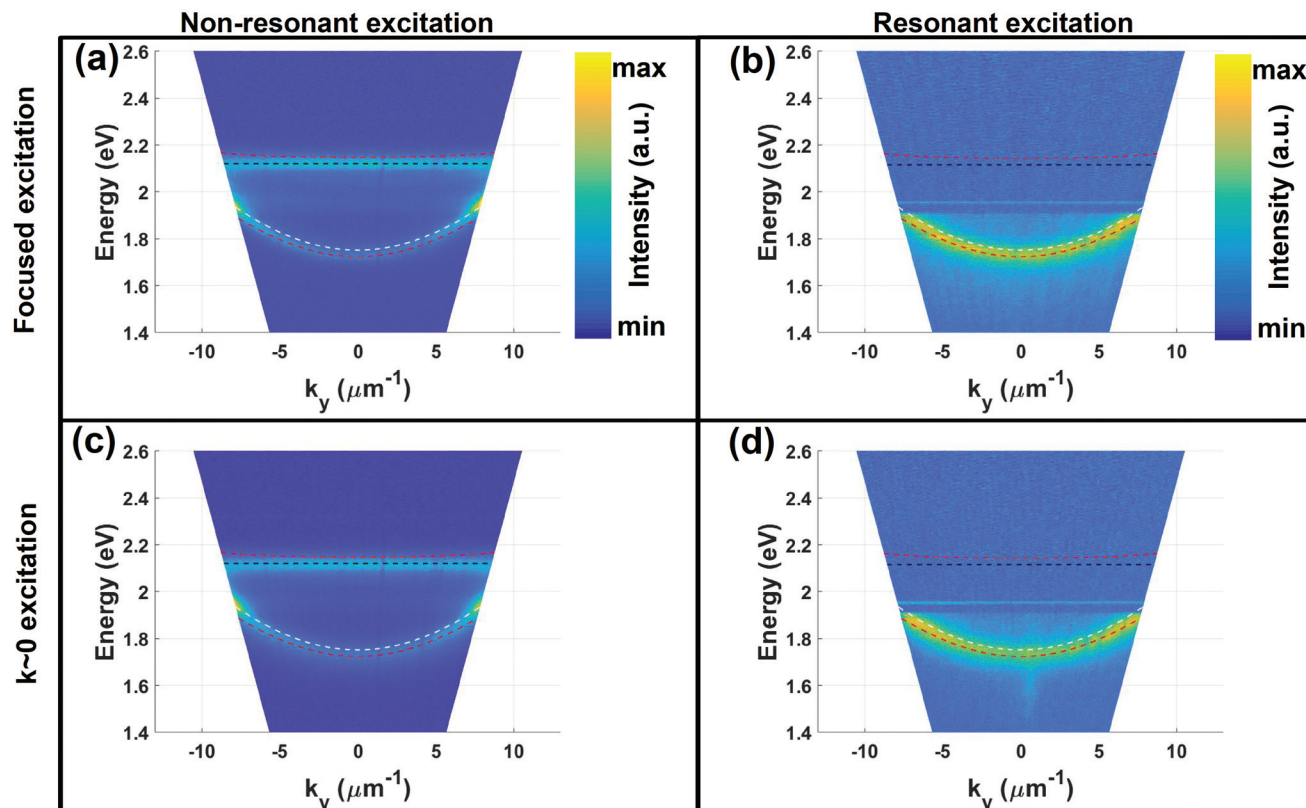 Non-resonant excitation
Resonant excitation
Focused excitation
k~0 excitation
(a)
2.6
2.4
2.2
2
1.8
1.6
1.4
Energy (eV)
-10 -5 0 5 10
k_y (μm^-1)
max
Intensity (a.u.)
min
(b)
2.6
2.4
2.2
2
1.8
1.6
1.4
Energy (eV)
-10 -5 0 5 10
k_y (μm^-1)
max
Intensity (a.u.)
min
(c)
2.6
2.4
2.2
2
1.8
1.6
1.4
Energy (eV)
-10 -5 0 5 10
k_y (μm^-1)
(d)
2.6
2.4
2.2
2
1.8
1.6
1.4
Energy (eV)
-10 -5 0 5 10
k_y (μm^-1)